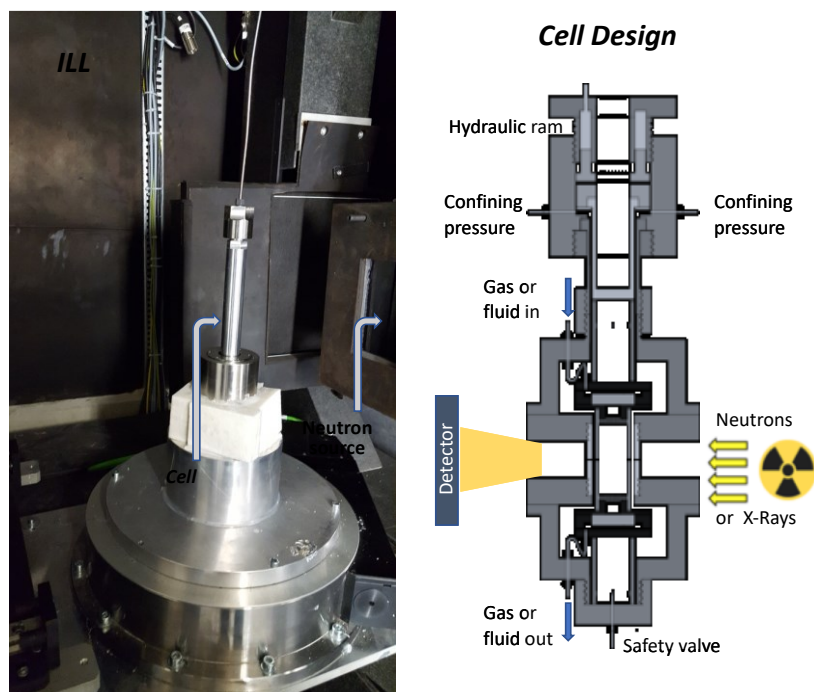 ILL
Neutron
source
Cell
Cell Design
Hydraulic ram
Confining
pressure
Confining
pressure
Gas or
fluid in
Detector
Neutrons
or X-Rays
Gas or
fluid out
Safety valve